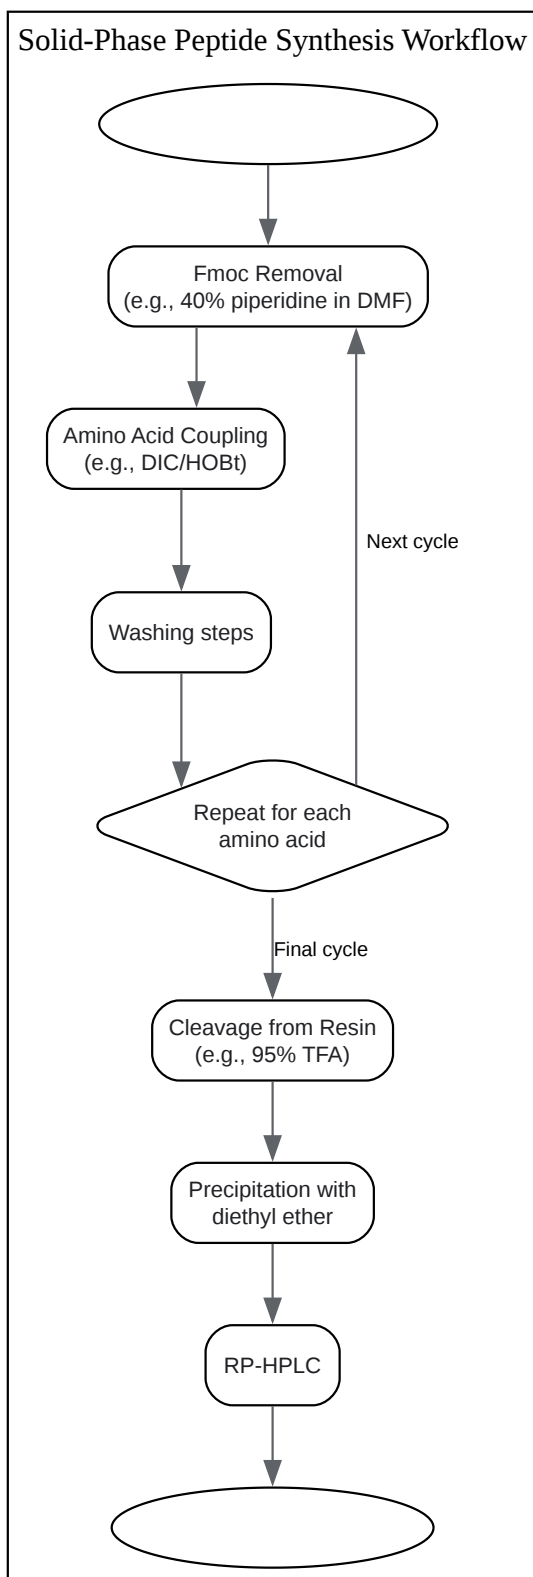 Solid-Phase Peptide Synthesis Workflow
Fmoc Removal
(e.g., 40% piperidine in DMF)
Amino Acid Coupling
(e.g., DIC/HOBt)
Next cycle
Washing steps
Repeat for each
amino acid
Final cycle
Cleavage from Resin
(e.g., 95% TFA)
Precipitation with
diethyl ether
RP-HPLC